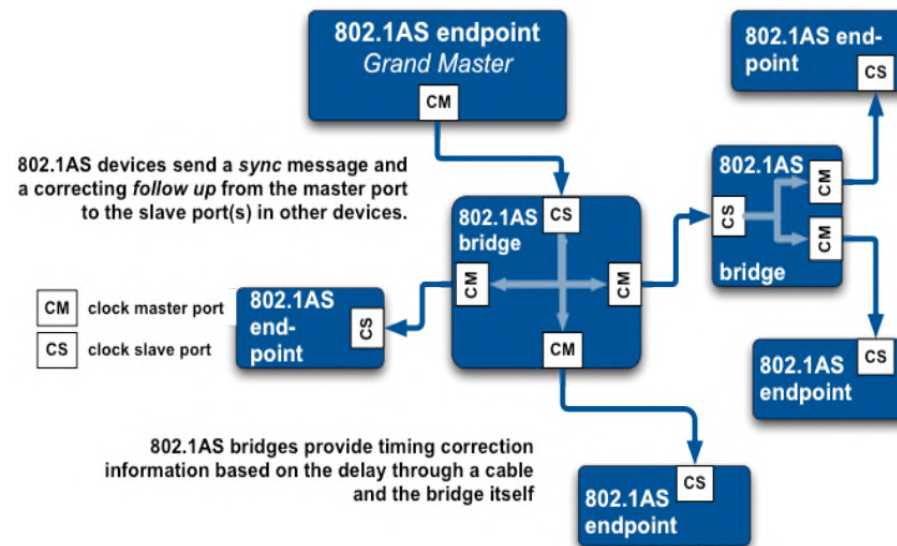 802.1AS endpoint
Grand Master
CM
802.1AS end-
point
CS
802.1AS devices send a sync message and
a correcting follow up from the master port
to the slave port(s) in other devices.
802.1AS
bridge
CS
CM
CM
CM
802.1AS
CS
CM
CM
bridge
CM clock master port
CS clock slave port
802.1AS
end-
point
CS
802.1AS
endpoint
CS
802.1AS bridges provide timing correction
information based on the delay through a cable
and the bridge itself
CS
802.1AS
endpoint